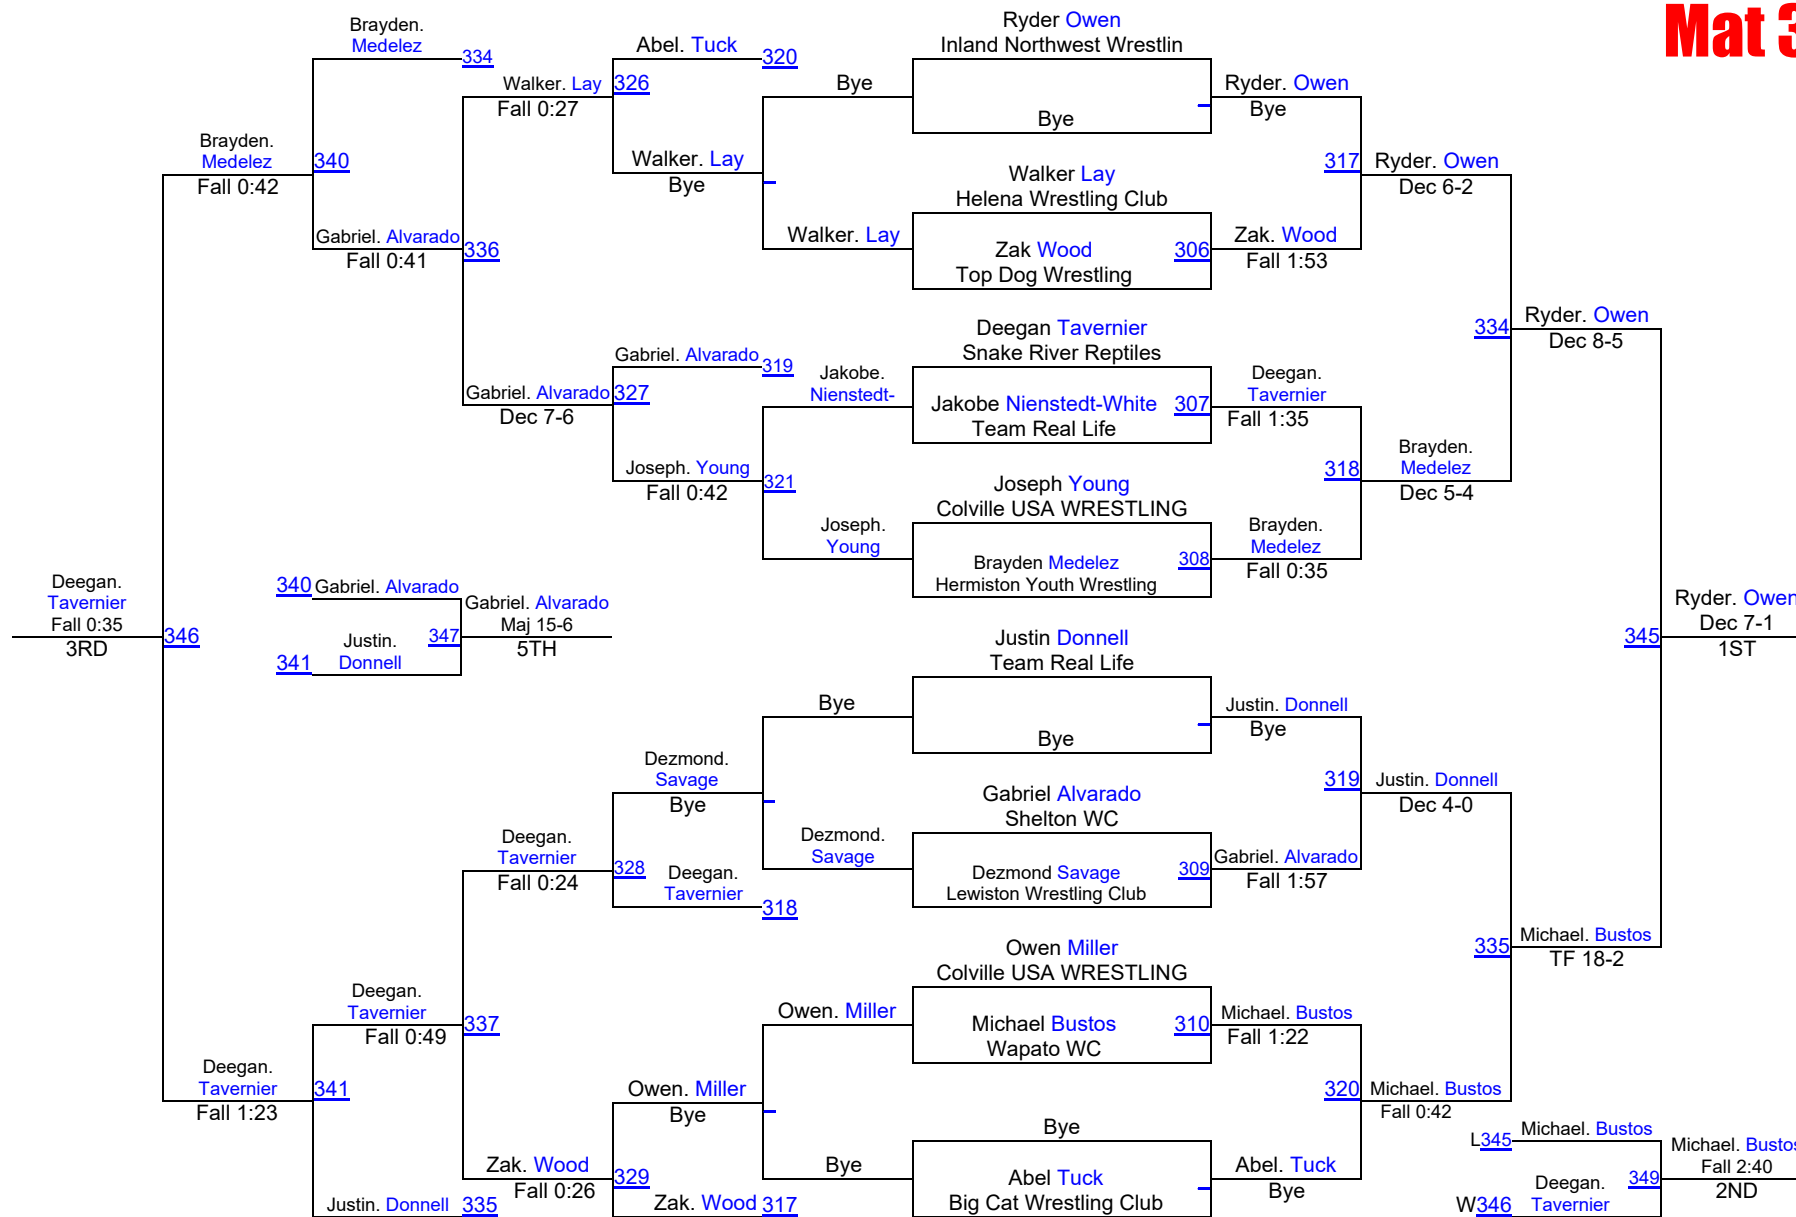 Mat 3
Brayden.
Medelez
334
Abel. Tuck
320
Ryder Owen
Inland Northwest Wrestlin
Walker. Lay
326
Fall 0:27
Bye
Bye
Ryder. Owen
Bye
Brayden.
Medelez
340
Fall 0:42
Walker. Lay
Bye
Walker Lay
Helena Wrestling Club
317
Ryder. Owen
Dec 6-2
Gabriel. Alvarado
336
Fall 0:41
Walker. Lay
Zak Wood
306
Top Dog Wrestling
Zak. Wood
Fall 1:53
Deegan Tavernier
Snake River Reptiles
334
Ryder. Owen
Dec 8-5
Gabriel. Alvarado
319
Gabriel. Alvarado
327
Dec 7-6
Jakobe.
Nienstedt-
Jakobe Nienstedt-White
307
Team Real Life
Deegan.
Tavernier
Fall 1:35
Joseph. Young
321
Fall 0:42
Joseph Young
Colville USA WRESTLING
318
Brayden.
Medelez
Dec 5-4
Joseph.
Young
Brayden Medelez
308
Hermiston Youth Wrestling
Brayden.
Medelez
Fall 0:35
Deegan.
Tavernier
Fall 0:35
3RD
346
340
Gabriel. Alvarado
Justin.
Donnell
341
347
Gabriel. Alvarado
Maj 15-6
5TH
Justin Donnell
Team Real Life
345
Ryder. Owen
Dec 7-1
1ST
Bye
Bye
Justin. Donnell
Bye
Dezmond.
Savage
Bye
Gabriel Alvarado
Shelton WC
319
Justin. Donnell
Dec 4-0
Deegan.
Tavernier
328
Fall 0:24
Dezmond.
Savage
Dezmond Savage
309
Lewiston Wrestling Club
Gabriel. Alvarado
Fall 1:57
Deegan.
Tavernier
318
Owen Miller
Colville USA WRESTLING
335
Michael. Bustos
TF 18-2
Deegan.
Tavernier
337
Fall 0:49
Owen. Miller
Michael Bustos
310
Wapato WC
Michael. Bustos
Fall 1:22
Deegan.
Tavernier
341
Fall 1:23
Owen. Miller
Bye
320
Michael. Bustos
Fall 0:42
Bye
Zak. Wood
329
Fall 0:26
Bye
Abel Tuck
Big Cat Wrestling Club
Abel. Tuck
Bye
Justin. Donnell
335
Zak. Wood
317
L345
Michael. Bustos
Deegan.
Tavernier
W346
349
Michael. Bustos
Fall 2:40
2ND